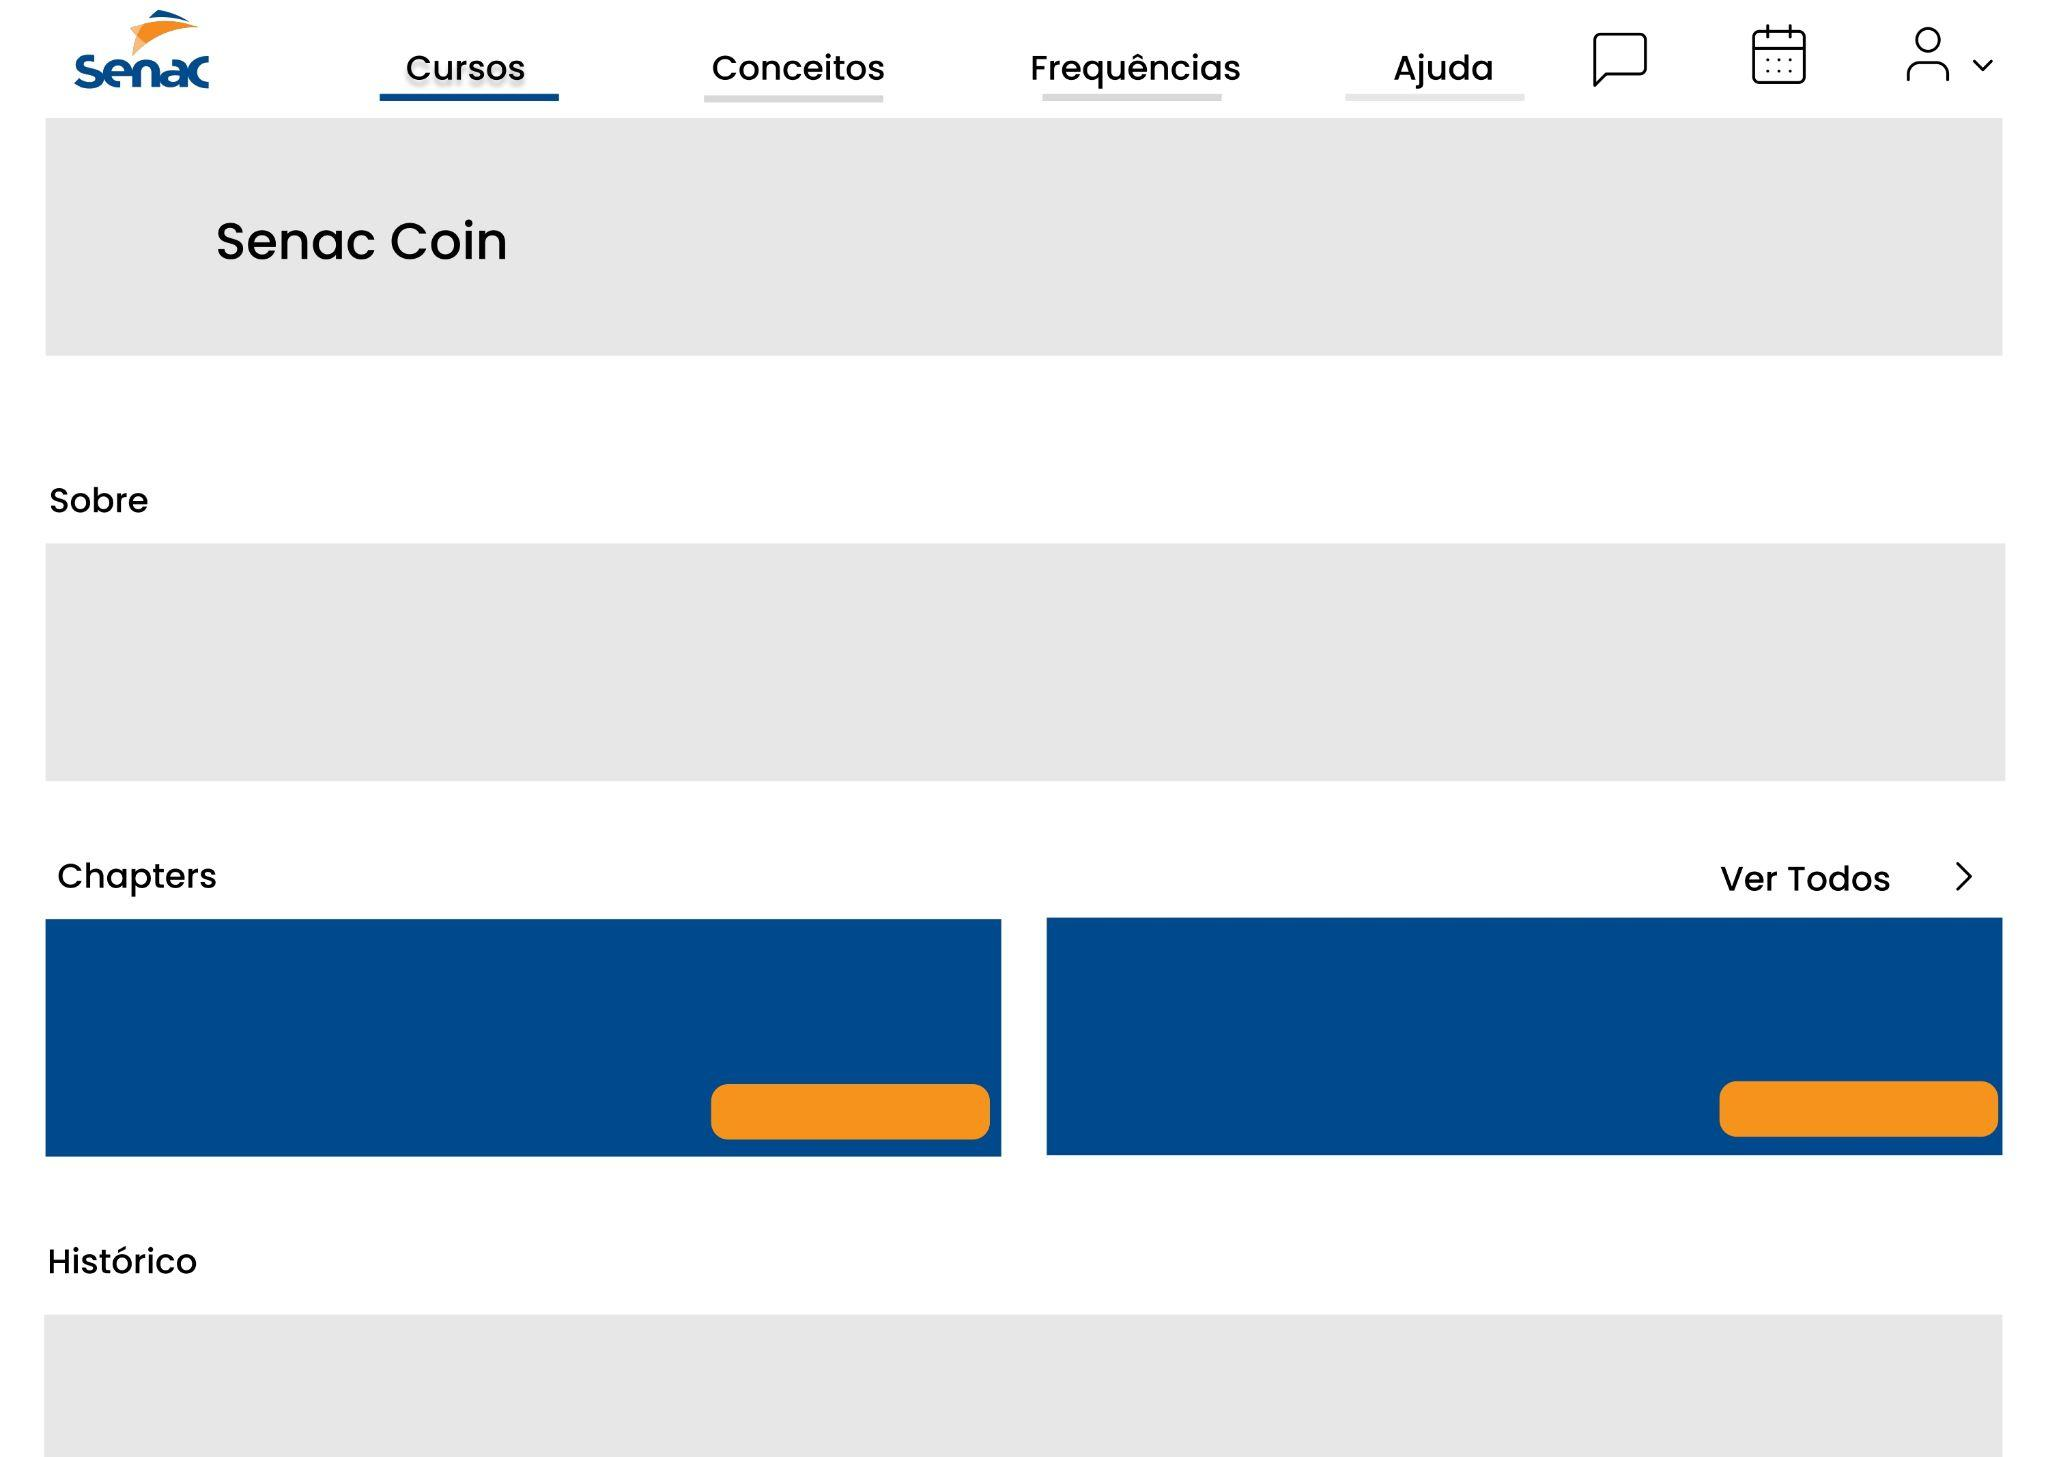 Senac
Cursos
Conceitos
Frequências
Ajuda
Senac Coin
Sobre
Chapters
Ver Todos
Histórico